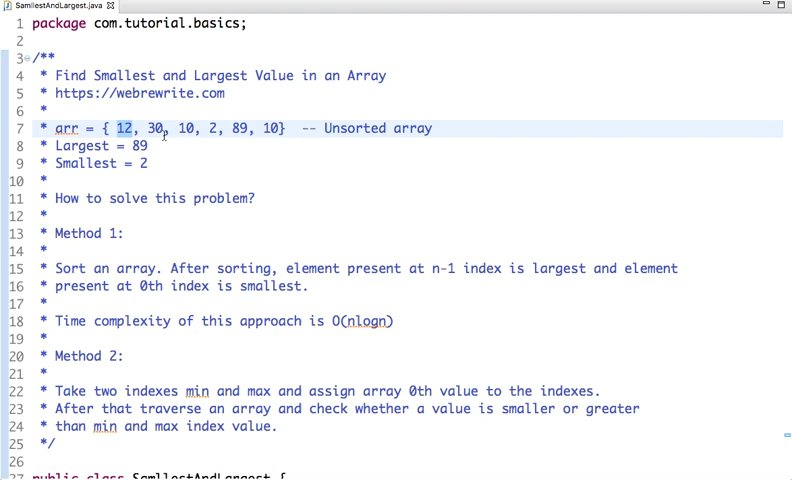 SamllestAndLargest.java
1 package com.tutorial.basics;
2
3 /**
4 * Find Smallest and Largest Value in an Array
5 * https://webrewrite.com
6 *
7 * arr = { 12, 30, 10, 2, 89, 10} -- Unsorted array
8 * Largest = 89
9 * Smallest = 2
10 *
11 * How to solve this problem?
12 *
13 * Method 1:
14 *
15 * Sort an array. After sorting, element present at n-1 index is largest and element
16 * present at 0th index is smallest.
17 *
18 * Time complexity of this approach is O(nlogn)
19 *
20 * Method 2:
21 *
22 * Take two indexes min and max and assign array 0th value to the indexes.
23 * After that traverse an array and check whether a value is smaller or greater
24 * than min and max index value.
25 */
26
27 public class SamllestAndLargest {